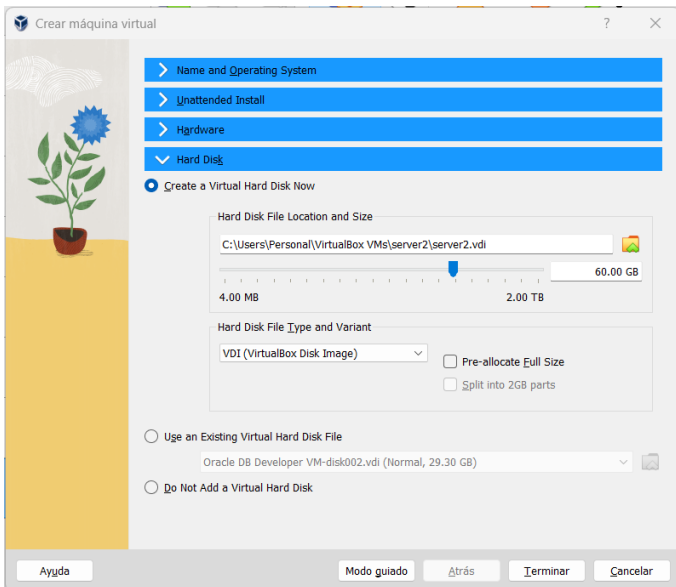 Crear máquina virtual
?
Name and Operating System
Unattended Install
Hardware
Hard Disk
Create a Virtual Hard Disk Now
Hard Disk File Location and Size
C:\Users\Personal\VirtualBox VMs\server2\server2.vdi
60.00 GB
4.00 MB 2.00 TB
Hard Disk File Type and Variant
VDI (VirtualBox Disk Image)
Pre-allocate Full Size
Split into 2GB parts
Use an Existing Virtual Hard Disk File
Oracle DB Developer VM-disk002.vdi (Normal, 29.30 GB)
Do Not Add a Virtual Hard Disk
Ayuda Modo guiado Atrás Terminar Cancelar